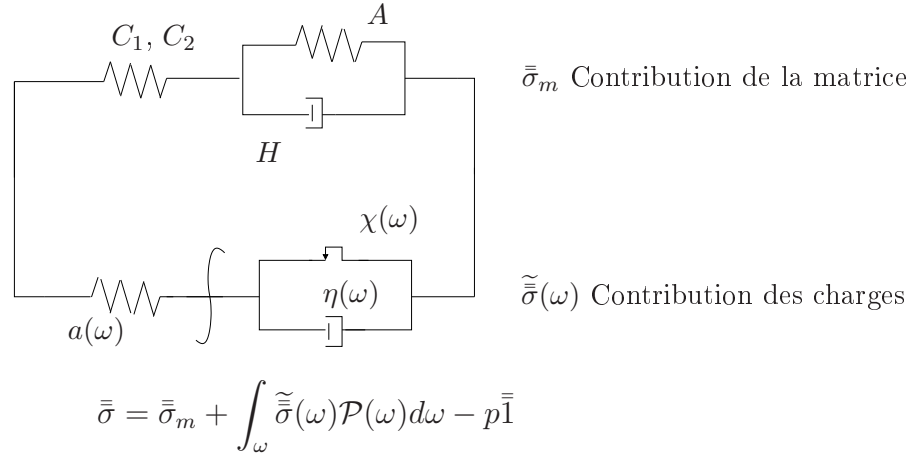 A
C₁, C₂
σ̿ₘ Contribution de la matrice
H
χ(ω)
η(ω)
σ̿̃(ω) Contribution des charges
a(ω)
σ̿ = σ̿ₘ + ∫_ω σ̿̃(ω)𝒫(ω)dω − p1̿